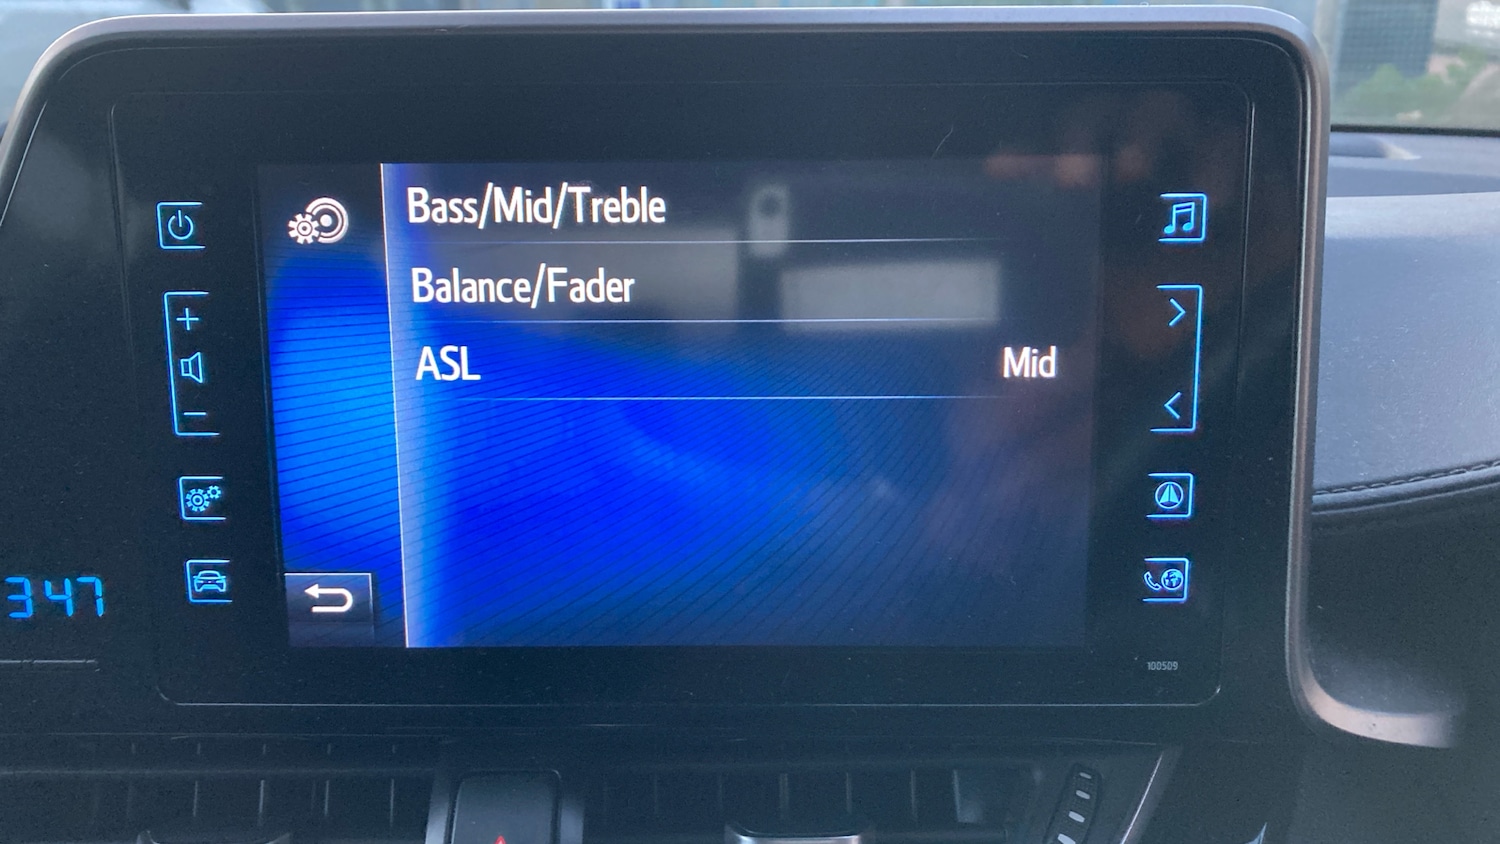 Bass/Mid/Treble
Balance/Fader
ASL Mid
347
100509